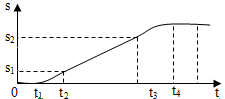 s
s₂
s₁
0 t₁ t₂ t₃ t₄ t